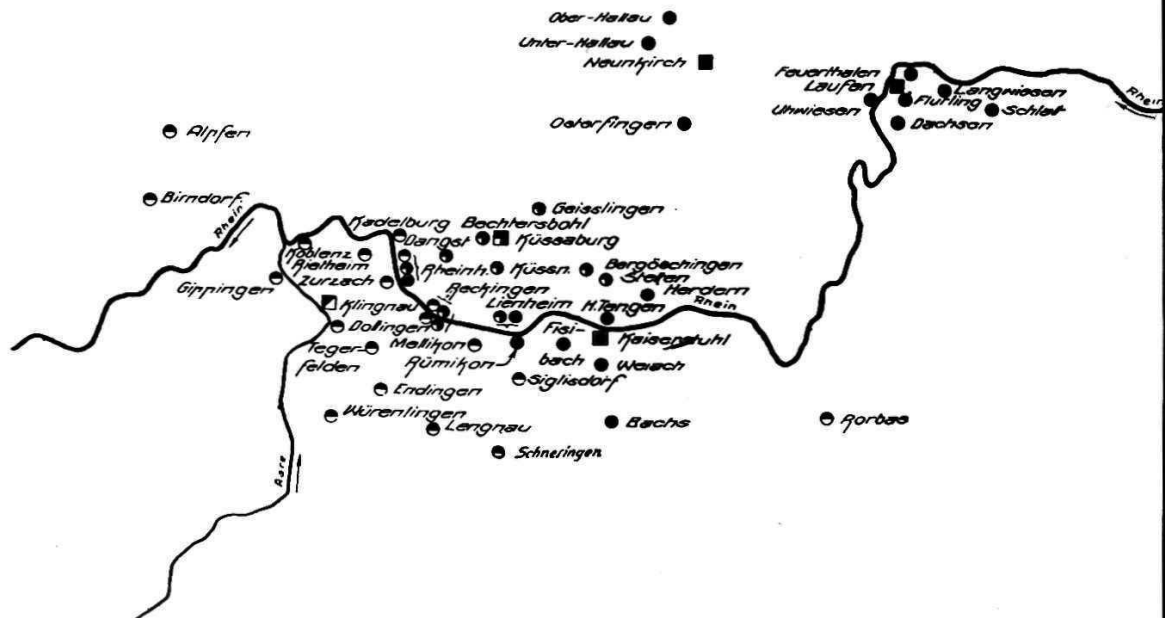 Ober-Hallau
Unter-Hallau
Neunkirch
Feuerthalen
Laufen
Langwiesen
Rhein
Uhwiesen
Flurling
Schlatt
Osterfingen
Dachsen
Alpfen
Birndorf
Rhein
Kadelburg
Bechtersbohl
Geisslingen
Dangst
Küssaburg
Koblenz
Rietheim
Rheinh.
Küssn.
Bergöschingen
Zurzach
Stetten
Gippingen
Reckingen
Herdern
Klingnau
Lienheim
H.Tengen
Rhein
Döttingen
Mellikon
Fisi-
bach
Kaiserstuhl
Teger-
felden
Rümikon
Weiach
Siglisdorf
Endingen
Würenlingen
Lengnau
Bachs
Rorbas
Schneringen
Aare